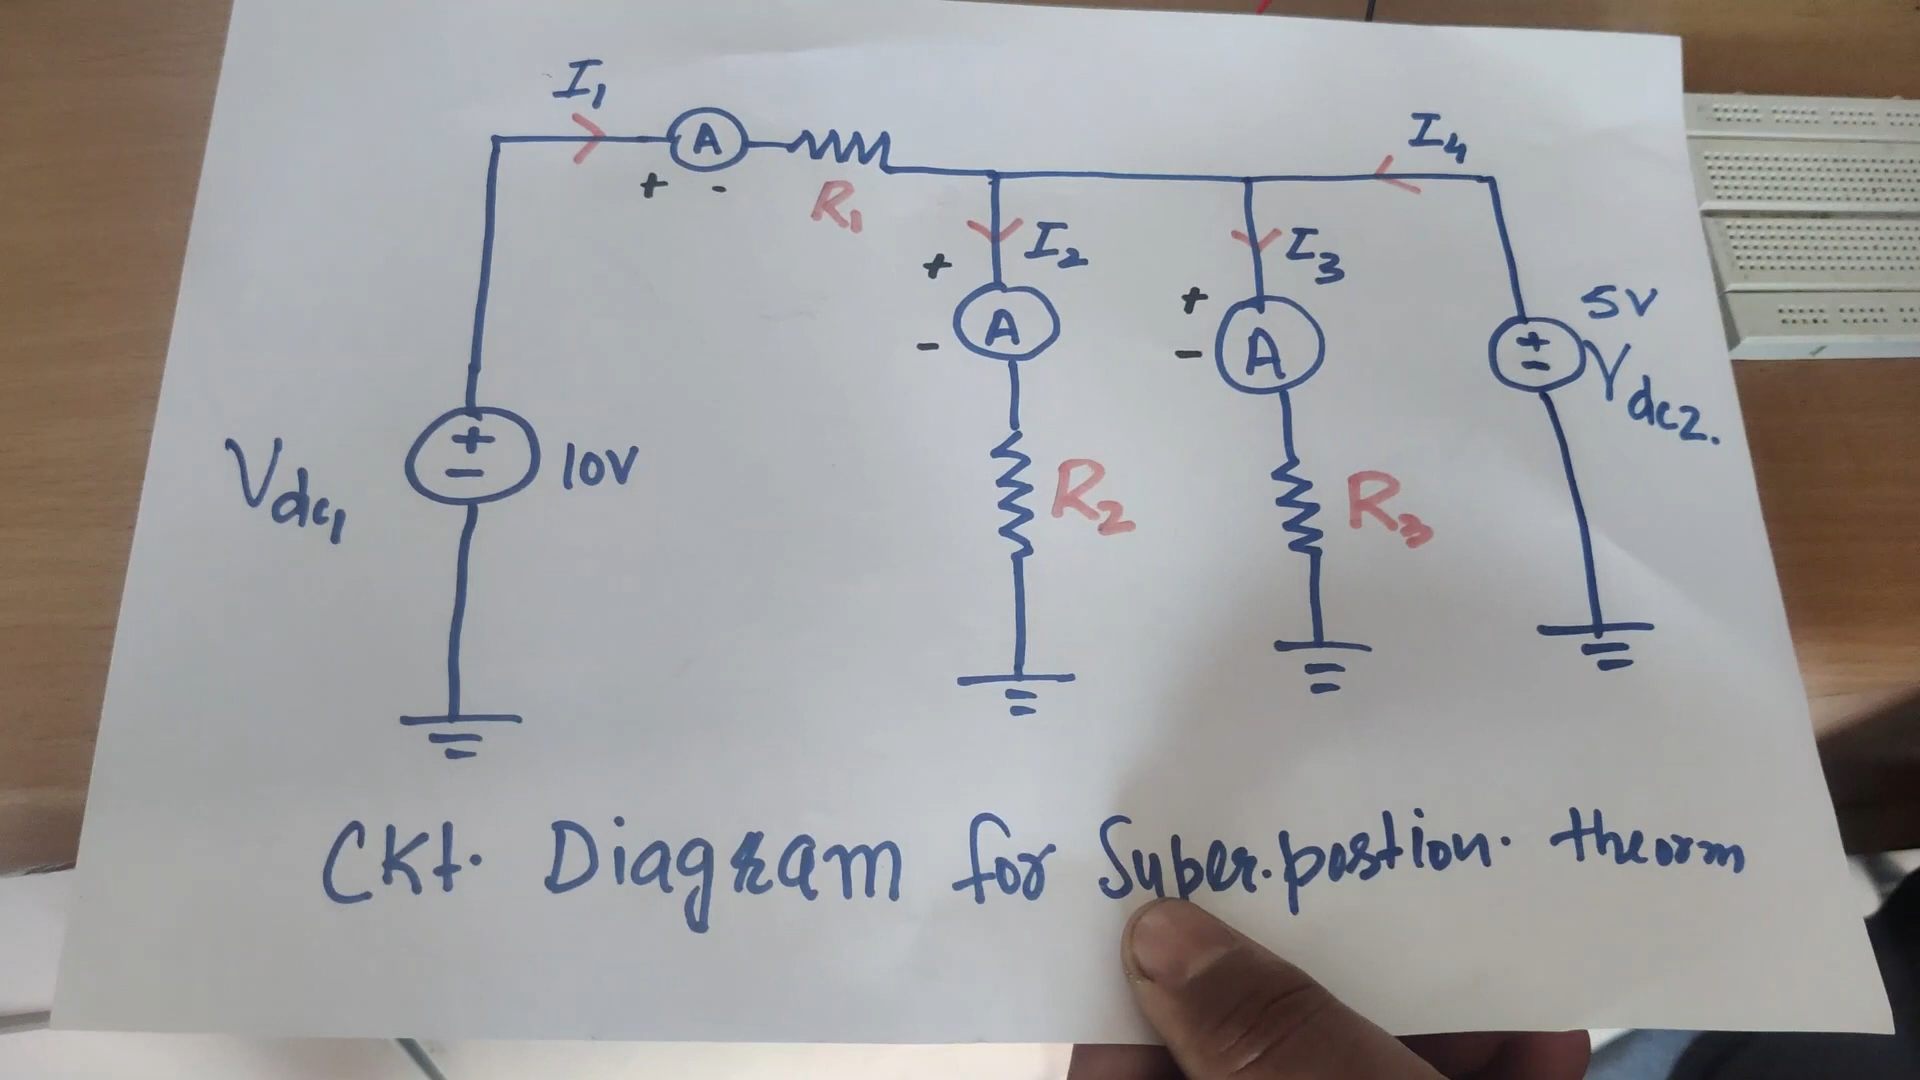 I₁
A
+ -
R₁
I₄
I₂
+
A
-
I₃
+
A
-
5V
+
-
Vdc2.
Vdc1
+
-
10V
R₂
R₃
Ckt. Diagram for Super.postion. theorm